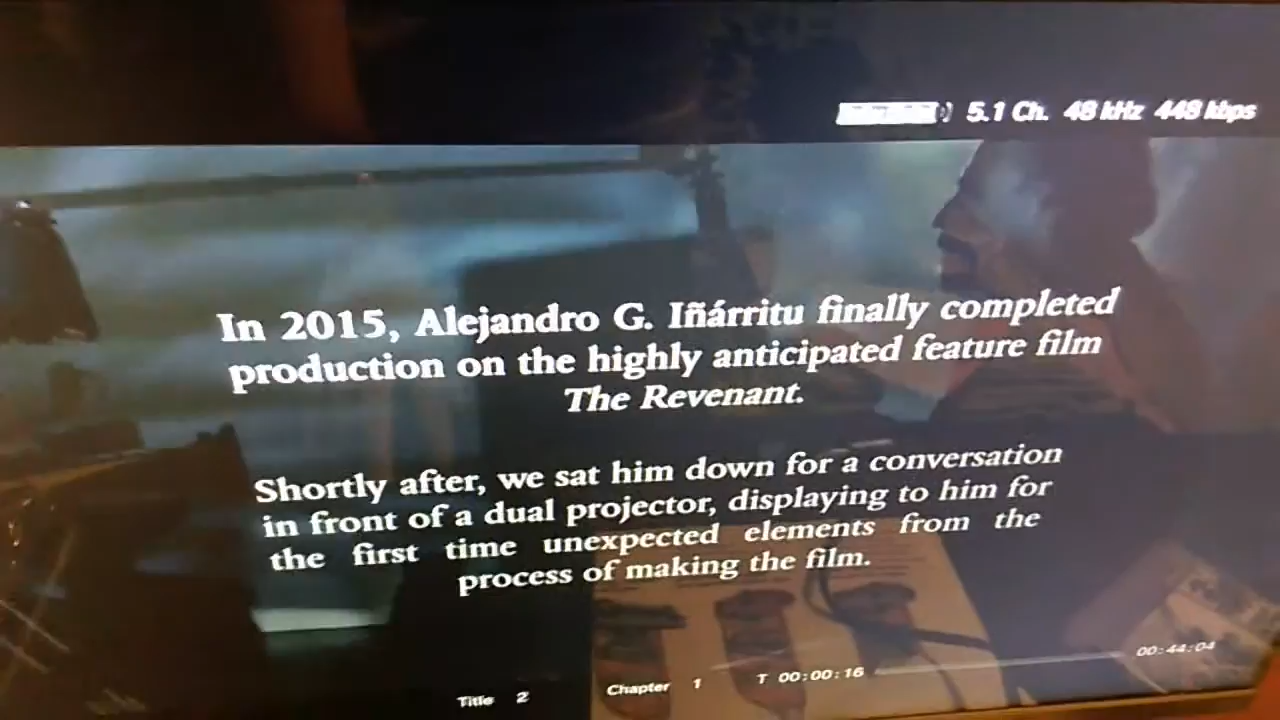 5.1 Ch. 48 kHz 448 kbps
In 2015, Alejandro G. Iñárritu finally completed
production on the highly anticipated feature film
The Revenant.
Shortly after, we sat him down for a conversation
in front of a dual projector, displaying to him for
the first time unexpected elements from the
process of making the film.
Title 2 Chapter 1 T 00:00:16 00:44:04